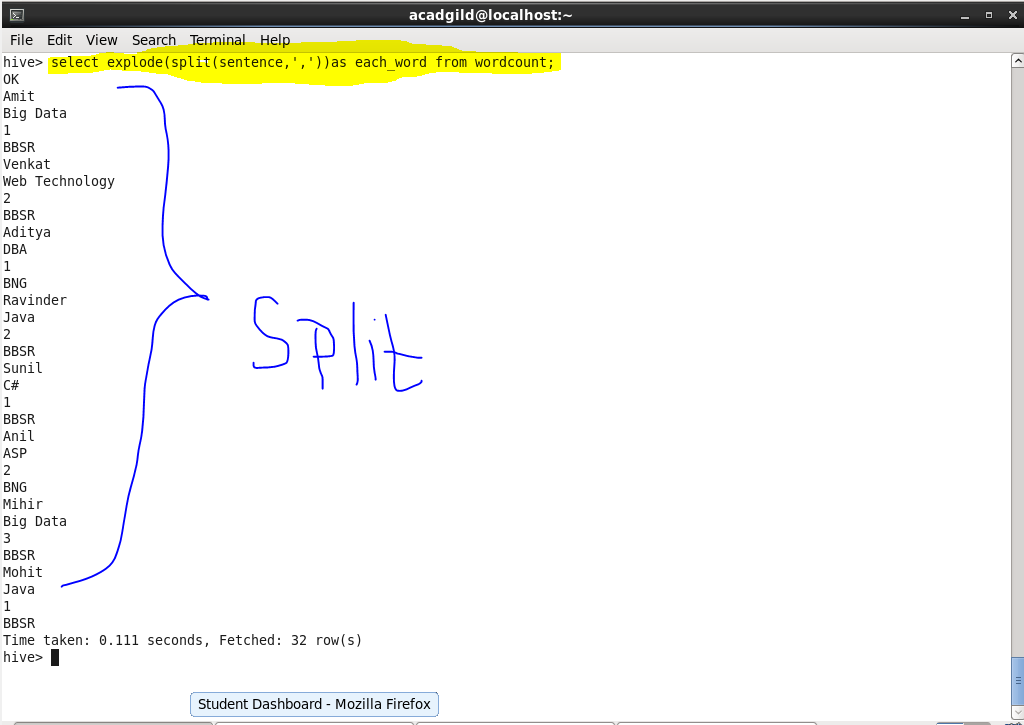 acadgild@localhost:~
File Edit View Search Terminal Help
hive> select explode(split(sentence,','))as each_word from wordcount;
OK
Amit
Big Data
1
BBSR
Venkat
Web Technology
2
BBSR
Aditya
DBA
1
BNG
Ravinder
Java
2
BBSR
Sunil
C#
1
BBSR
Anil
ASP
2
BNG
Mihir
Big Data
3
BBSR
Mohit
Java
1
BBSR
Split
Time taken: 0.111 seconds, Fetched: 32 row(s)
hive>
Student Dashboard - Mozilla Firefox